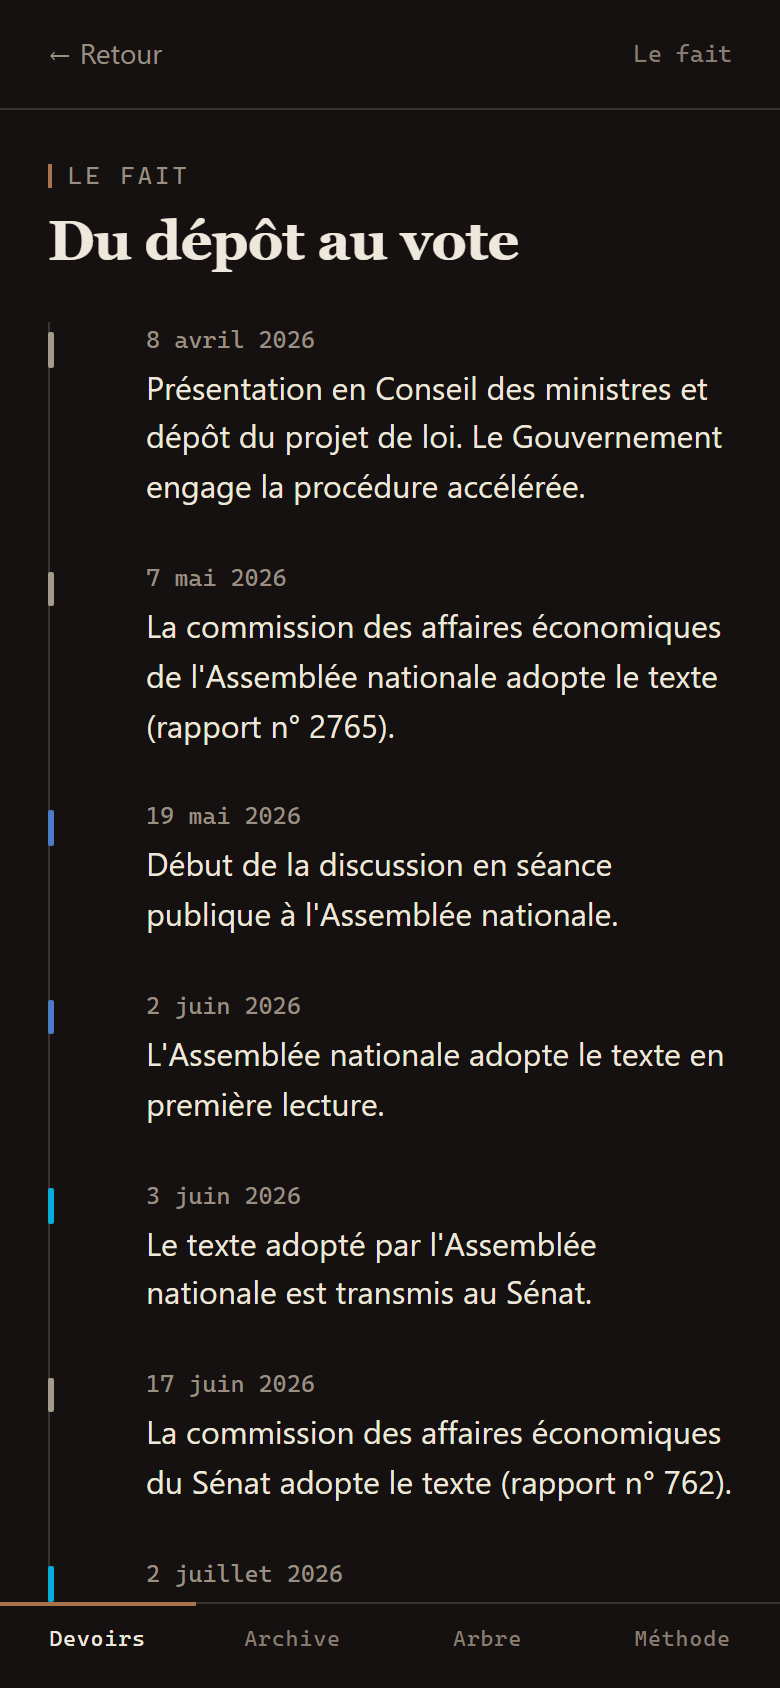 ← Retour
Le fait
LE FAIT
Du dépôt au vote
8 avril 2026
Présentation en Conseil des ministres et
dépôt du projet de loi. Le Gouvernement
engage la procédure accélérée.
7 mai 2026
La commission des affaires économiques
de l'Assemblée nationale adopte le texte
(rapport n° 2765).
19 mai 2026
Début de la discussion en séance
publique à l'Assemblée nationale.
2 juin 2026
L'Assemblée nationale adopte le texte en
première lecture.
3 juin 2026
Le texte adopté par l'Assemblée
nationale est transmis au Sénat.
17 juin 2026
La commission des affaires économiques
du Sénat adopte le texte (rapport n° 762).
2 juillet 2026
Devoirs
Archive
Arbre
Méthode